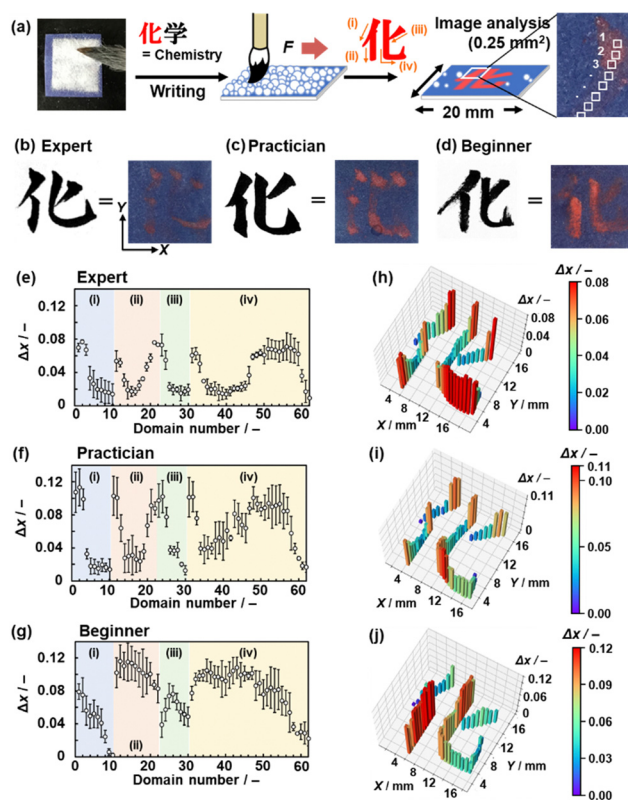 (a)
化学
= Chemistry
Writing
F
(i)
(ii)
(iii)
(iv)
化
Image analysis
(0.25 mm²)
20 mm
1
2
3
(b) Expert
化 =
Y
X
(c) Practician
化 =
(d) Beginner
化 =
(e) Expert
(i) (ii) (iii) (iv)
Δx / –
0.12
0.08
0.04
0
0 10 20 30 40 50 60
Domain number / –
(h)
Δx / –
0.08
0.04
0
X / mm
4 8 12 16
Y / mm
4 8 12 16
Δx / –
0.08
0.06
0.04
0.02
0.00
(f) Practician
(i) (ii) (iii) (iv)
Δx / –
0.12
0.08
0.04
0
0 10 20 30 40 50 60
Domain number / –
(i)
Δx / –
0.11
0
X / mm
4 8 12 16
Y / mm
4 8 12 16
Δx / –
0.11
0.10
0.05
0.00
(g) Beginner
(i) (ii) (iii) (iv)
Δx / –
0.12
0.08
0.04
0
0 10 20 30 40 50 60
Domain number / –
(j)
Δx / –
0.12
0.06
0
X / mm
4 8 12 16
Y / mm
4 8 12 16
Δx / –
0.12
0.09
0.06
0.03
0.00